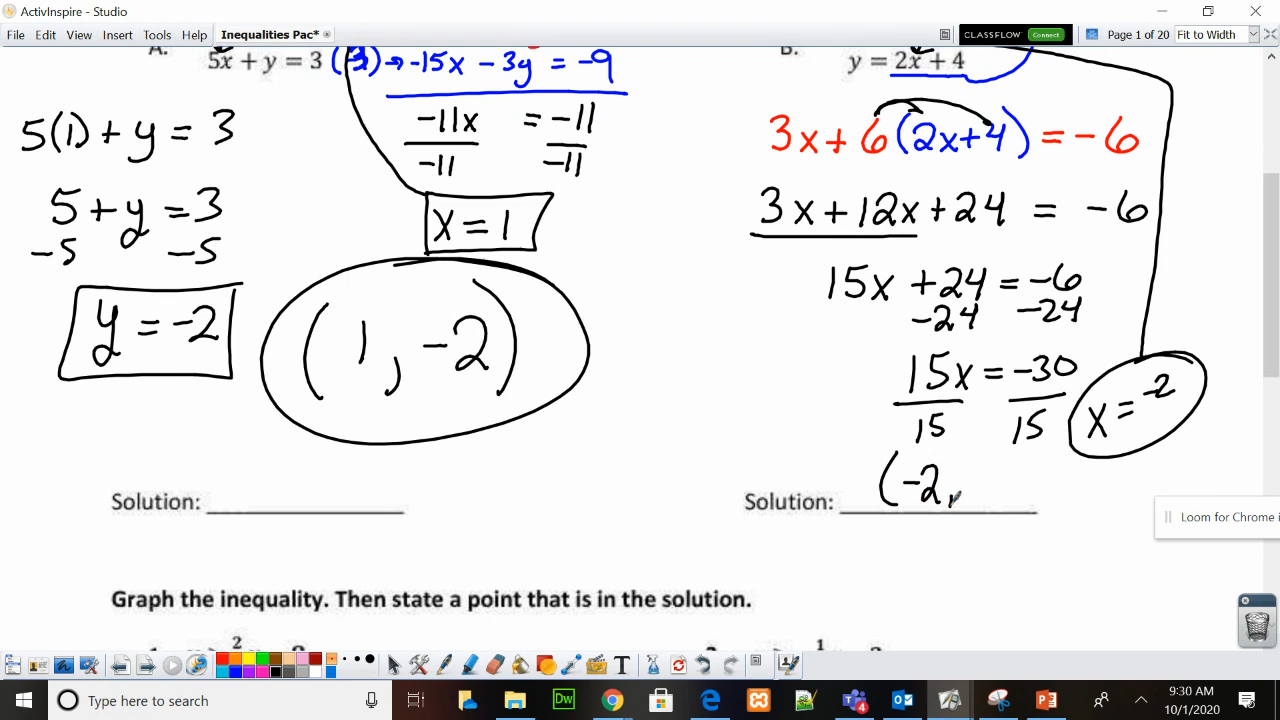 ActivInspire - Studio
File Edit View Insert Tools Help Inequalities Pac*
CLASSFLOW Connect Page 1 of 20 Fit to Width
A. 5x + y = 3 (-3) → -15x - 3y = -9
-11x = -11
-11 -11
x = 1
5(1) + y = 3
5 + y = 3
-5 -5
y = -2
(1, -2)
Solution:
B. y = 2x + 4
3x + 6(2x+4) = -6
3x + 12x + 24 = -6
15x + 24 = -6
-24 -24
15x = -30
15 15
x = -2
(-2,
Solution:
Loom for Chrome i
Graph the inequality. Then state a point that is in the solution.
Type here to search
9:30 AM
10/1/2020